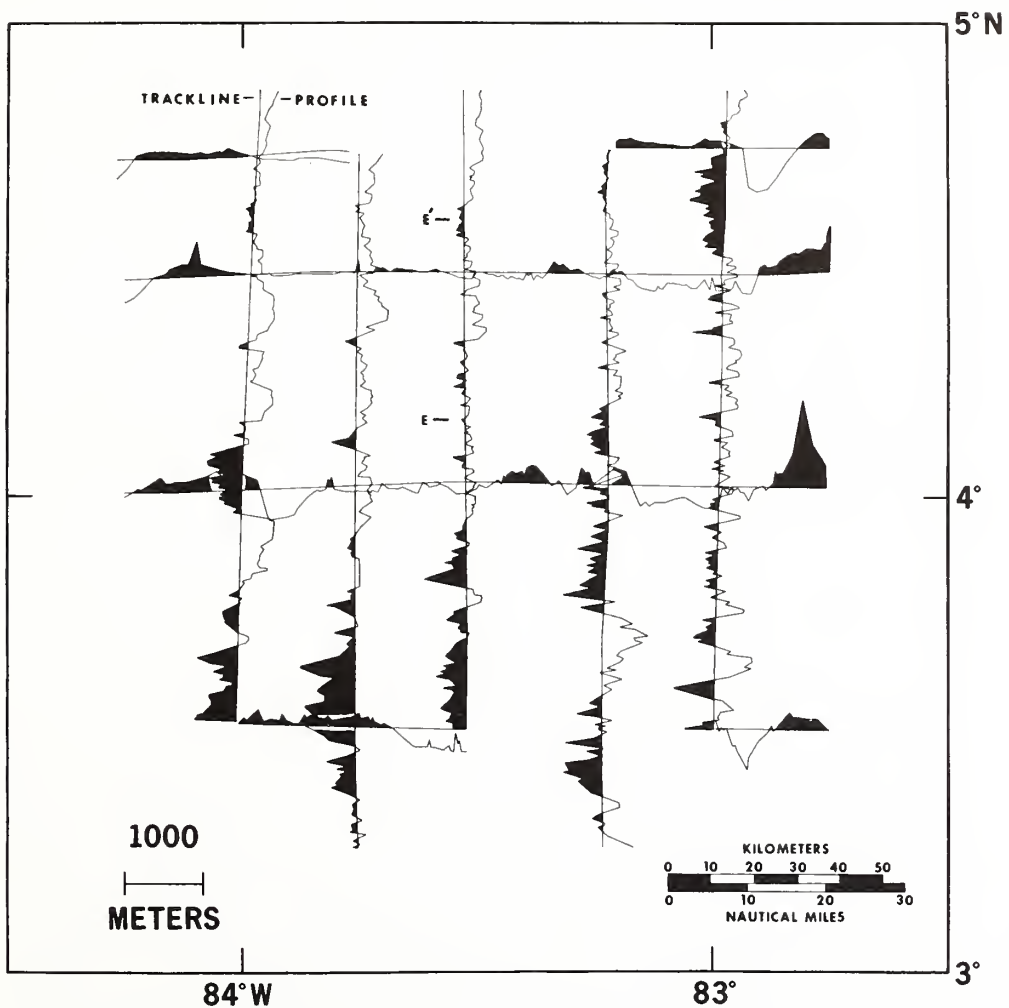 5°N
TRACKLINE— —PROFILE
E′—
E—
4°
1000
METERS
KILOMETERS
0 10 20 30 40 50
0 10 20 30
NAUTICAL MILES
3°
84°W 83°